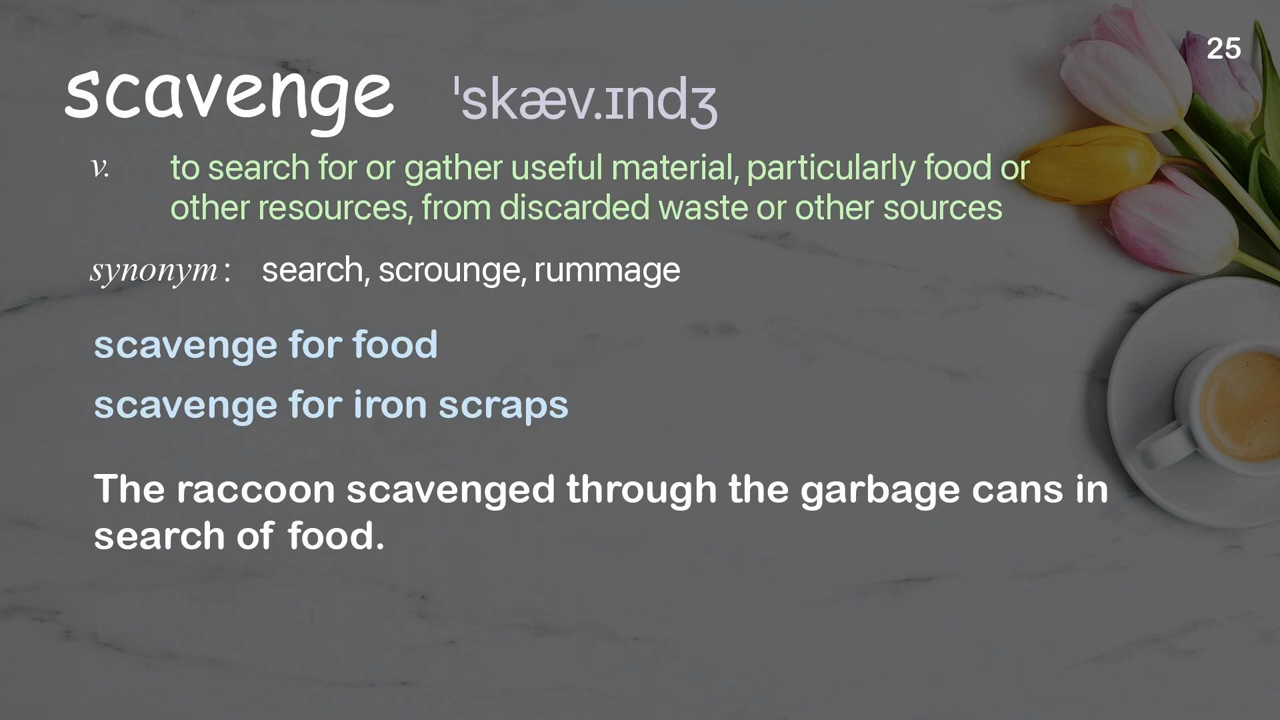 25
scavenge ˈskæv.ɪndʒ
v. to search for or gather useful material, particularly food or
other resources, from discarded waste or other sources
synonym : search, scrounge, rummage
scavenge for food
scavenge for iron scraps
The raccoon scavenged through the garbage cans in
search of food.